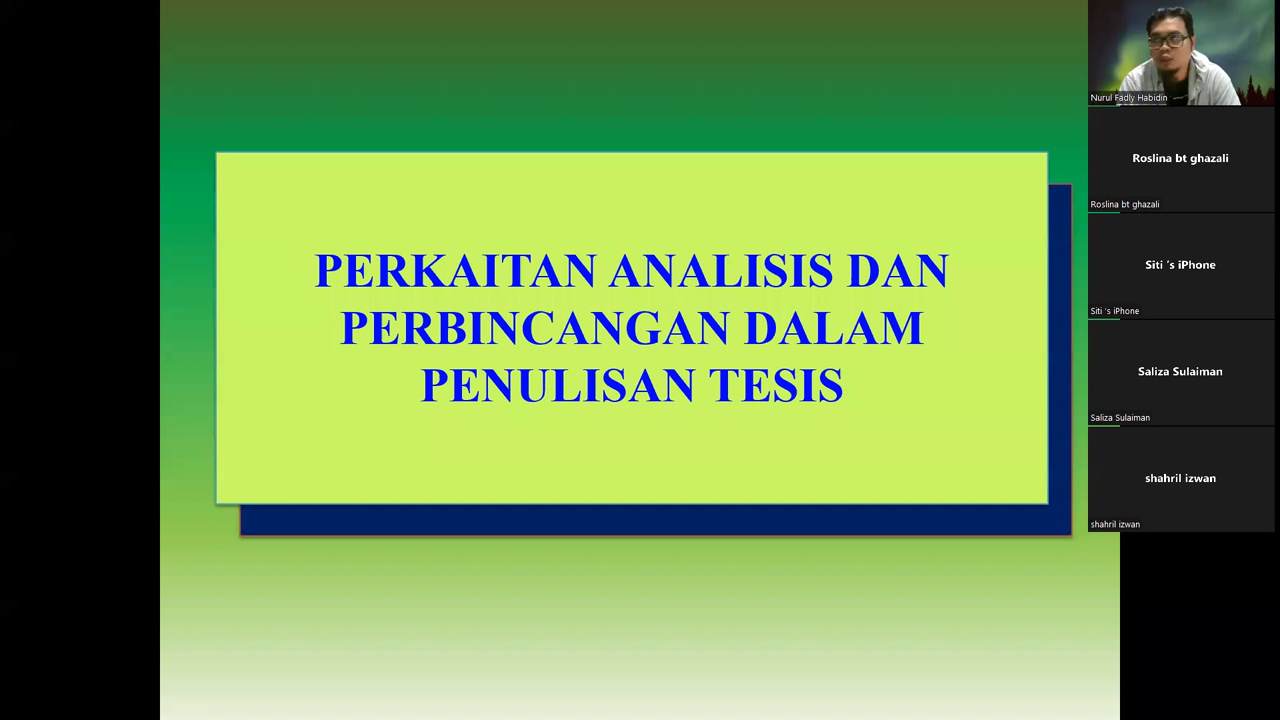 PERKAITAN ANALISIS DAN
PERBINCANGAN DALAM
PENULISAN TESIS
Nurul Fadly Habidin
Roslina bt ghazali
Roslina bt ghazali
Siti 's iPhone
Siti 's iPhone
Saliza Sulaiman
Saliza Sulaiman
shahril izwan
shahril izwan